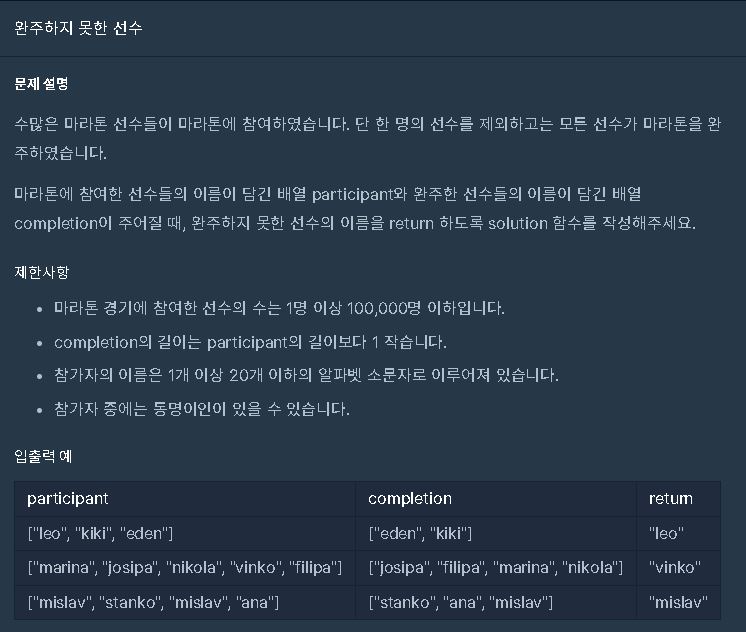 완주하지 못한 선수
문제 설명
수많은 마라톤 선수들이 마라톤에 참여하였습니다. 단 한 명의 선수를 제외하고는 모든 선수가 마라톤을 완
주하였습니다.
마라톤에 참여한 선수들의 이름이 담긴 배열 participant와 완주한 선수들의 이름이 담긴 배열
completion이 주어질 때, 완주하지 못한 선수의 이름을 return 하도록 solution 함수를 작성해주세요.
제한사항
• 마라톤 경기에 참여한 선수의 수는 1명 이상 100,000명 이하입니다.
• completion의 길이는 participant의 길이보다 1 작습니다.
• 참가자의 이름은 1개 이상 20개 이하의 알파벳 소문자로 이루어져 있습니다.
• 참가자 중에는 동명이인이 있을 수 있습니다.
입출력 예
participant completion return
["leo", "kiki", "eden"] ["eden", "kiki"] "leo"
["marina", "josipa", "nikola", "vinko", "filipa"] ["josipa", "filipa", "marina", "nikola"] "vinko"
["mislav", "stanko", "mislav", "ana"] ["stanko", "ana", "mislav"] "mislav"